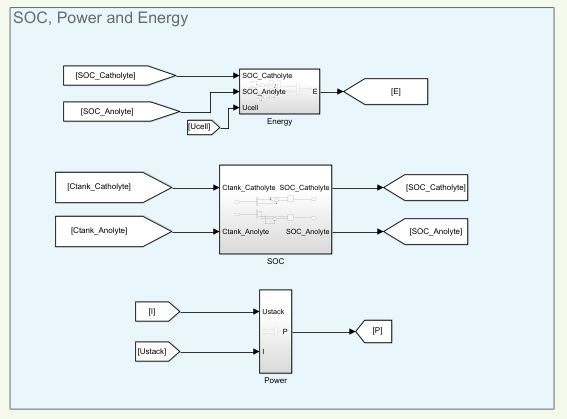 SOC, Power and Energy
[SOC_Catholyte]
[SOC_Anolyte]
[Ucell]
SOC_Catholyte
SOC_Anolyte
Ucell
E
Energy
[E]
[Ctank_Catholyte]
[Ctank_Anolyte]
Ctank_Catholyte
SOC_Catholyte
Ctank_Anolyte
SOC_Anolyte
SOC
[SOC_Catholyte]
[SOC_Anolyte]
[I]
[Ustack]
Ustack
P
I
Power
[P]